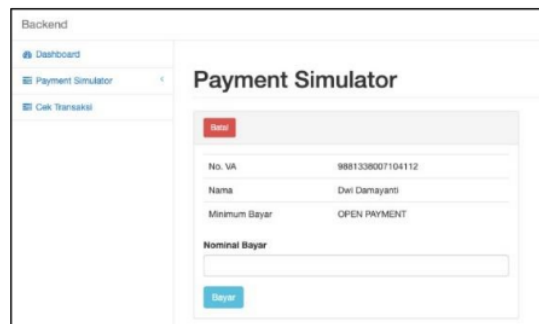 Backend
Dashboard
Payment Simulator
Cek Transaksi
Payment Simulator
Batal
No. VA 9881338007104112
Nama Dwi Damayanti
Minimum Bayar OPEN PAYMENT
Nominal Bayar
Bayar